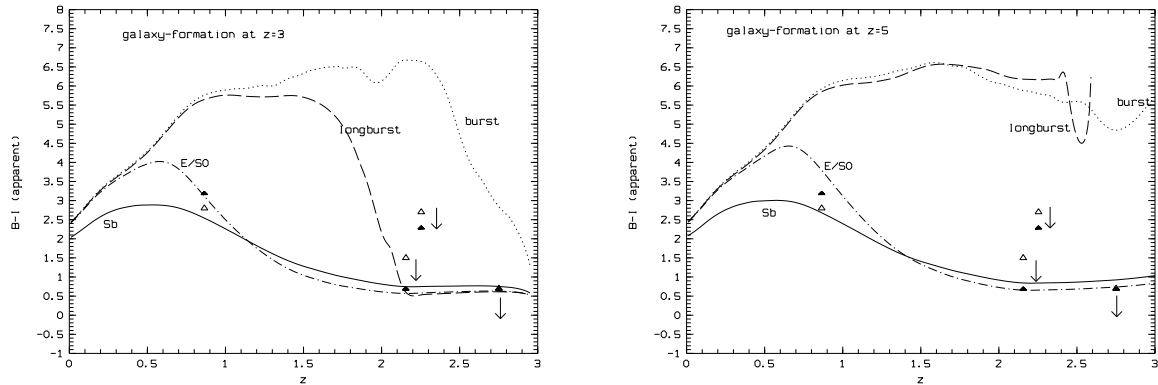 8
7.5
7
6.5
6
5.5
5
4.5
4
3.5
3
2.5
2
1.5
1
0.5
0
-0.5
-1
B-I (apparent)
galaxy-formation at z=3
burst
longburst
E/S0
Sb
0 0.5 1 1.5 2 2.5 3
z
8
7.5
7
6.5
6
5.5
5
4.5
4
3.5
3
2.5
2
1.5
1
0.5
0
-0.5
-1
B-I (apparent)
galaxy-formation at z=5
burst
longburst
E/S0
Sb
0 0.5 1 1.5 2 2.5 3
z